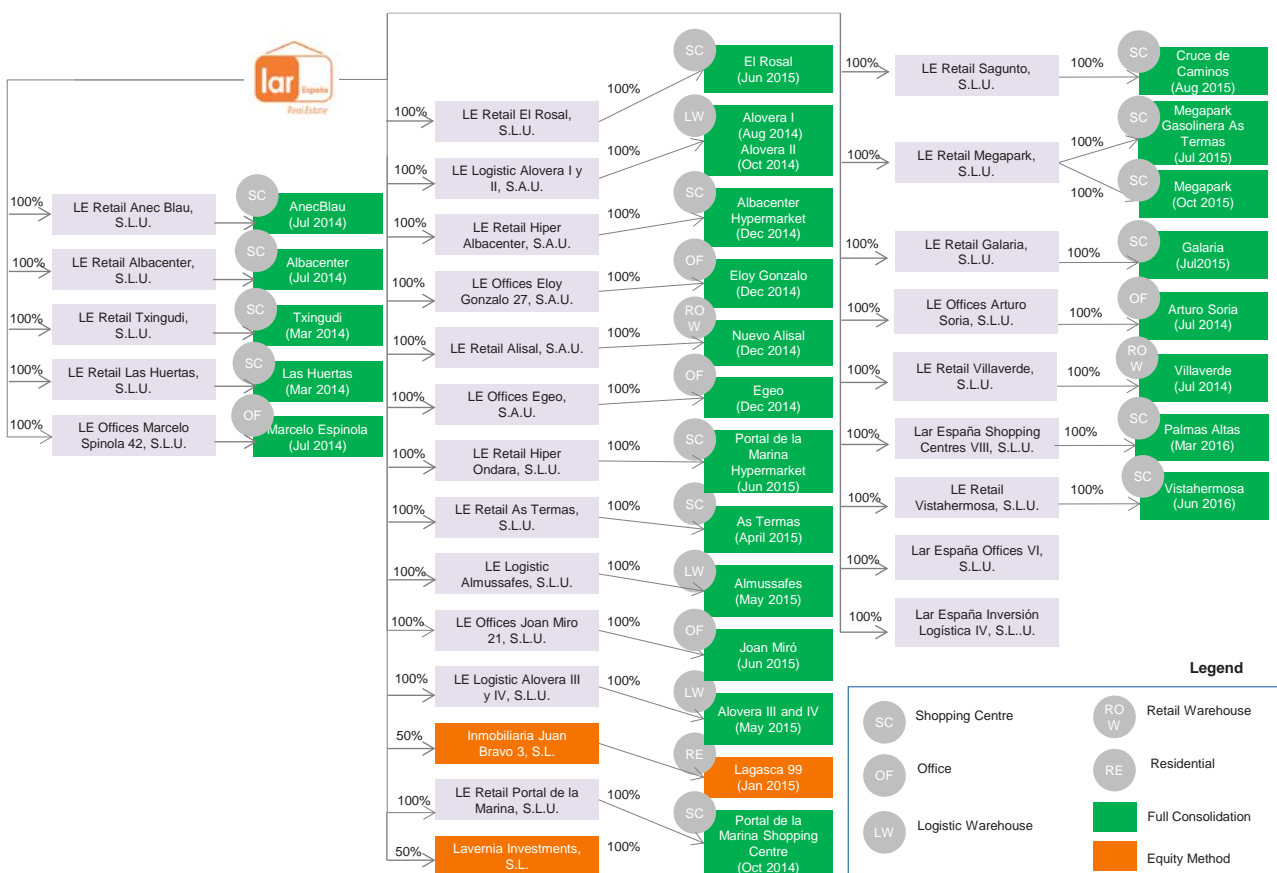 lar
España
Real Estate
100%
LE Retail Anec Blau,
S.L.U.
SC
AnecBlau
(Jul 2014)
100%
LE Retail Albacenter,
S.L.U.
SC
Albacenter
(Jul 2014)
100%
LE Retail Txingudi,
S.L.U.
SC
Txingudi
(Mar 2014)
100%
LE Retail Las Huertas,
S.L.U.
SC
Las Huertas
(Mar 2014)
100%
LE Offices Marcelo
Spinola 42, S.L.U.
OF
Marcelo Espinola
(Jul 2014)
100%
LE Retail El Rosal,
S.L.U.
100%
SC
El Rosal
(Jun 2015)
100%
LE Logistic Alovera I y
II, S.A.U.
100%
LW
Alovera I
(Aug 2014)
Alovera II
(Oct 2014)
100%
LE Retail Hiper
Albacenter, S.A.U.
100%
SC
Albacenter
Hypermarket
(Dec 2014)
100%
LE Offices Eloy
Gonzalo 27, S.A.U.
100%
OF
Eloy Gonzalo
(Dec 2014)
100%
LE Retail Alisal, S.A.U.
100%
RO
W
Nuevo Alisal
(Dec 2014)
100%
LE Offices Egeo,
S.A.U.
100%
OF
Egeo
(Dec 2014)
100%
LE Retail Hiper
Ondara, S.L.U.
100%
SC
Portal de la
Marina
Hypermarket
(Jun 2015)
100%
LE Retail As Termas,
S.L.U.
100%
SC
As Termas
(April 2015)
100%
LE Logistic
Almussafes, S.L.U.
100%
LW
Almussafes
(May 2015)
100%
LE Offices Joan Miro
21, S.L.U.
100%
OF
Joan Miró
(Jun 2015)
100%
LE Logistic Alovera III
y IV, S.L.U.
100%
LW
Alovera III and IV
(May 2015)
50%
Inmobiliaria Juan
Bravo 3, S.L.
100%
RE
Lagasca 99
(Jan 2015)
100%
LE Retail Portal de la
Marina, S.L.U.
100%
SC
Portal de la
Marina Shopping
Centre
(Oct 2014)
50%
Lavernia Investments,
S.L.
100%
100%
LE Retail Sagunto,
S.L.U.
100%
SC
Cruce de
Caminos
(Aug 2015)
100%
LE Retail Megapark,
S.L.U.
100%
SC
Megapark
Gasolinera As
Termas
(Jul 2015)
100%
SC
Megapark
(Oct 2015)
100%
LE Retail Galaria,
S.L.U.
100%
SC
Galaria
(Jul2015)
100%
LE Offices Arturo
Soria, S.L.U.
100%
OF
Arturo Soria
(Jul 2014)
100%
LE Retail Villaverde,
S.L.U.
100%
RO
W
Villaverde
(Jul 2014)
100%
Lar España Shopping
Centres VIII, S.L.U.
100%
SC
Palmas Altas
(Mar 2016)
100%
LE Retail
Vistahermosa, S.L.U.
100%
SC
Vistahermosa
(Jun 2016)
100%
Lar España Offices VI,
S.L.U.
100%
Lar España Inversión
Logística IV, S.L..U.
Legend
SC
Shopping Centre
RO
W
Retail Warehouse
OF
Office
RE
Residential
LW
Logistic Warehouse
Full Consolidation
Equity Method